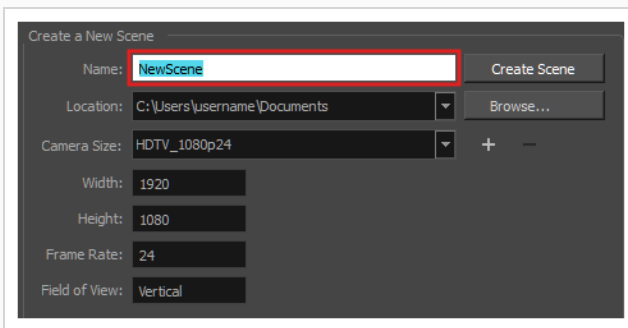 Create a New Scene
Name: NewScene Create Scene
Location: C:\Users\username\Documents Browse...
Camera Size: HDTV_1080p24 + −
Width: 1920
Height: 1080
Frame Rate: 24
Field of View: Vertical